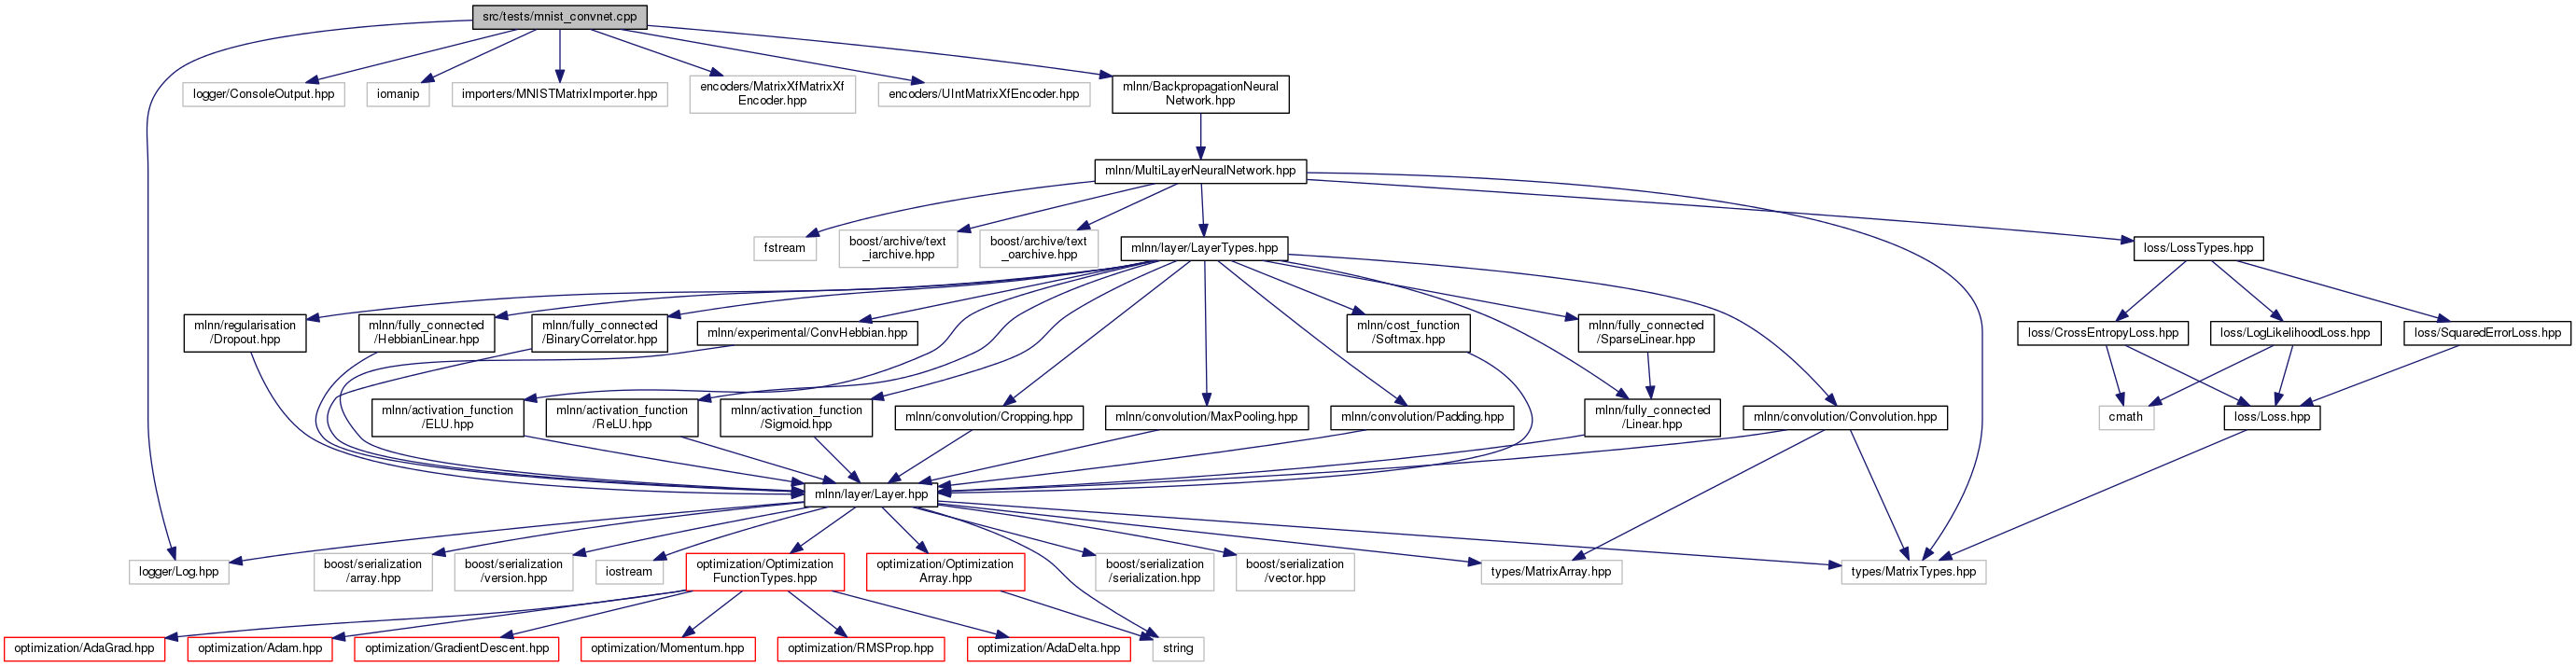 src/tests/mnist_convnet.cpp
logger/ConsoleOutput.hpp
iomanip
importers/MNISTMatrixImporter.hpp
encoders/MatrixXfMatrixXf
Encoder.hpp
encoders/UIntMatrixXfEncoder.hpp
mlnn/BackpropagationNeural
Network.hpp
mlnn/MultiLayerNeuralNetwork.hpp
fstream
boost/archive/text
_iarchive.hpp
boost/archive/text
_oarchive.hpp
mlnn/layer/LayerTypes.hpp
loss/LossTypes.hpp
mlnn/regularisation
/Dropout.hpp
mlnn/fully_connected
/HebbianLinear.hpp
mlnn/fully_connected
/BinaryCorrelator.hpp
mlnn/experimental/ConvHebbian.hpp
mlnn/cost_function
/Softmax.hpp
mlnn/fully_connected
/SparseLinear.hpp
loss/CrossEntropyLoss.hpp
loss/LogLikelihoodLoss.hpp
loss/SquaredErrorLoss.hpp
mlnn/activation_function
/ELU.hpp
mlnn/activation_function
/ReLU.hpp
mlnn/activation_function
/Sigmoid.hpp
mlnn/convolution/Cropping.hpp
mlnn/convolution/MaxPooling.hpp
mlnn/convolution/Padding.hpp
mlnn/fully_connected
/Linear.hpp
mlnn/convolution/Convolution.hpp
cmath
loss/Loss.hpp
mlnn/layer/Layer.hpp
logger/Log.hpp
boost/serialization
/array.hpp
boost/serialization
/version.hpp
iostream
optimization/Optimization
FunctionTypes.hpp
optimization/Optimization
Array.hpp
boost/serialization
/serialization.hpp
boost/serialization
/vector.hpp
types/MatrixArray.hpp
types/MatrixTypes.hpp
optimization/AdaGrad.hpp
optimization/Adam.hpp
optimization/GradientDescent.hpp
optimization/Momentum.hpp
optimization/RMSProp.hpp
optimization/AdaDelta.hpp
string